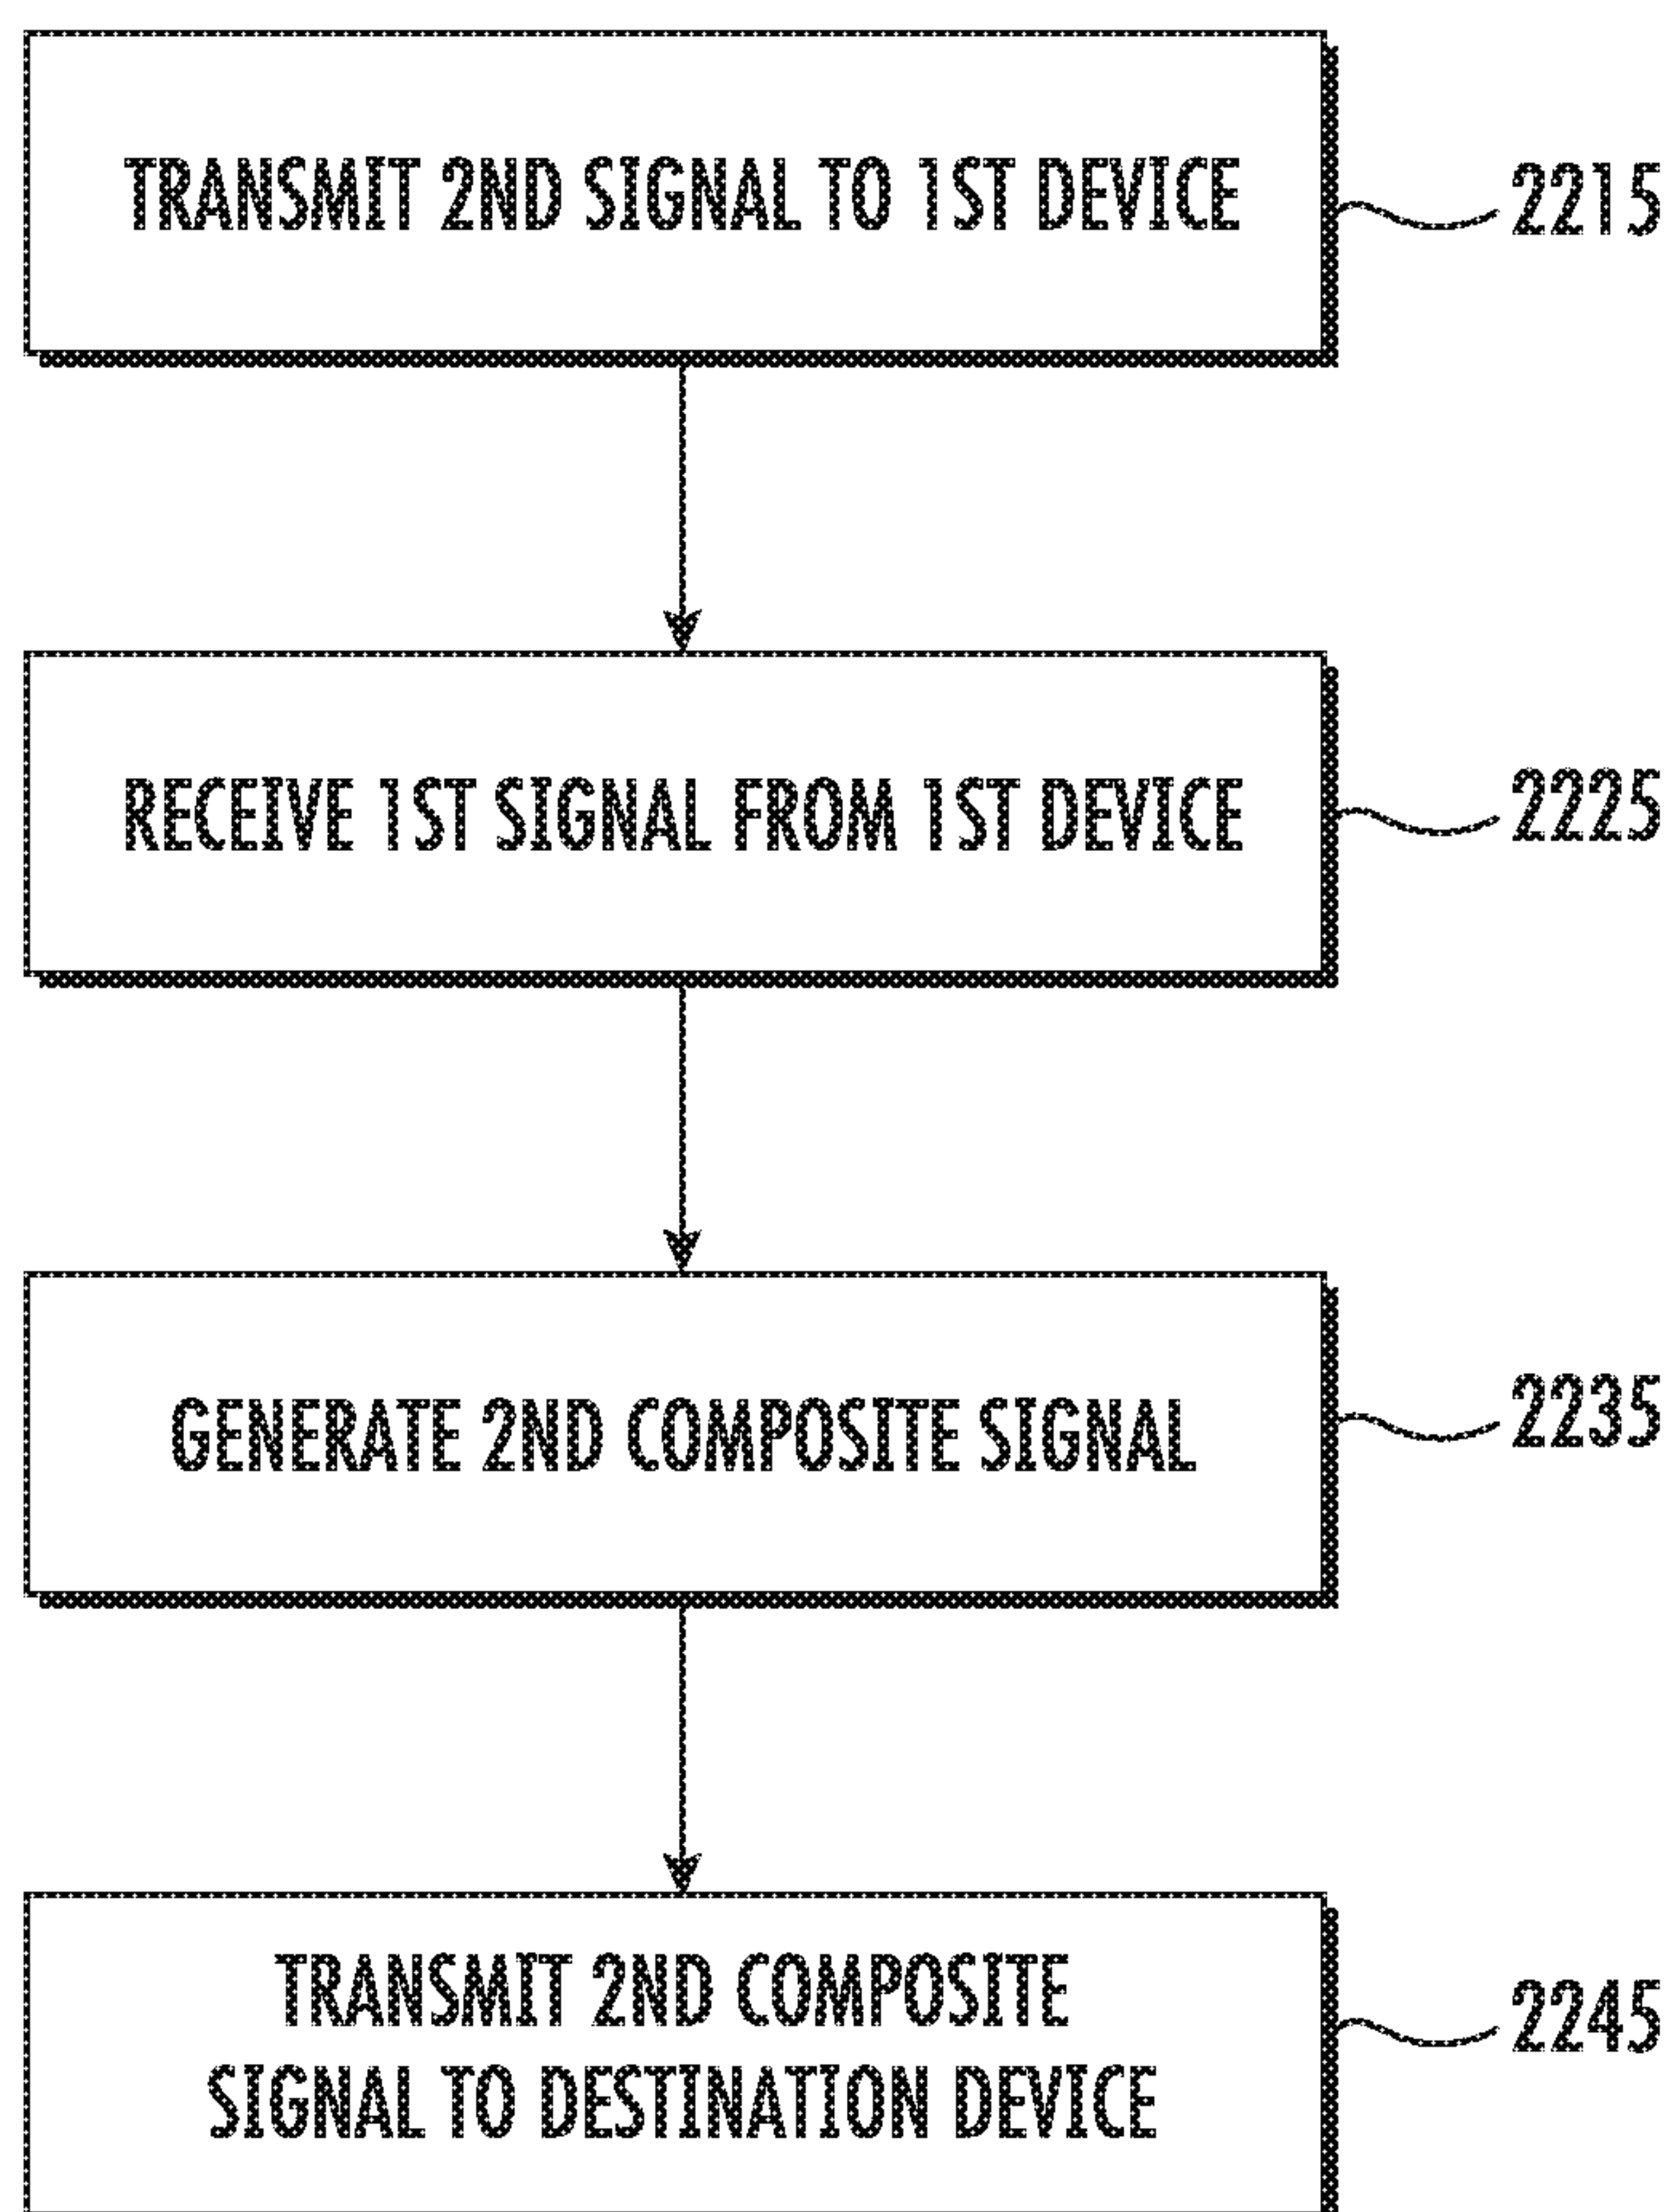 TRANSMIT 2ND SIGNAL TO 1ST DEVICE
2215
RECEIVE 1ST SIGNAL FROM 1ST DEVICE
2225
GENERATE 2ND COMPOSITE SIGNAL
2235
TRANSMIT 2ND COMPOSITE
SIGNAL TO DESTINATION DEVICE
2245